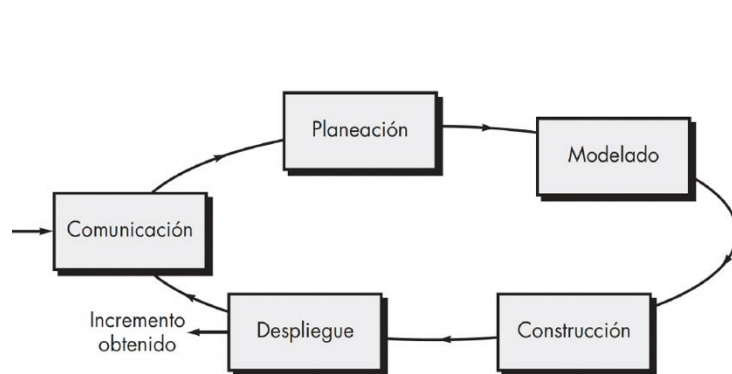 Planeación
Modelado
Comunicación
Incremento
obtenido
Despliegue
Construcción